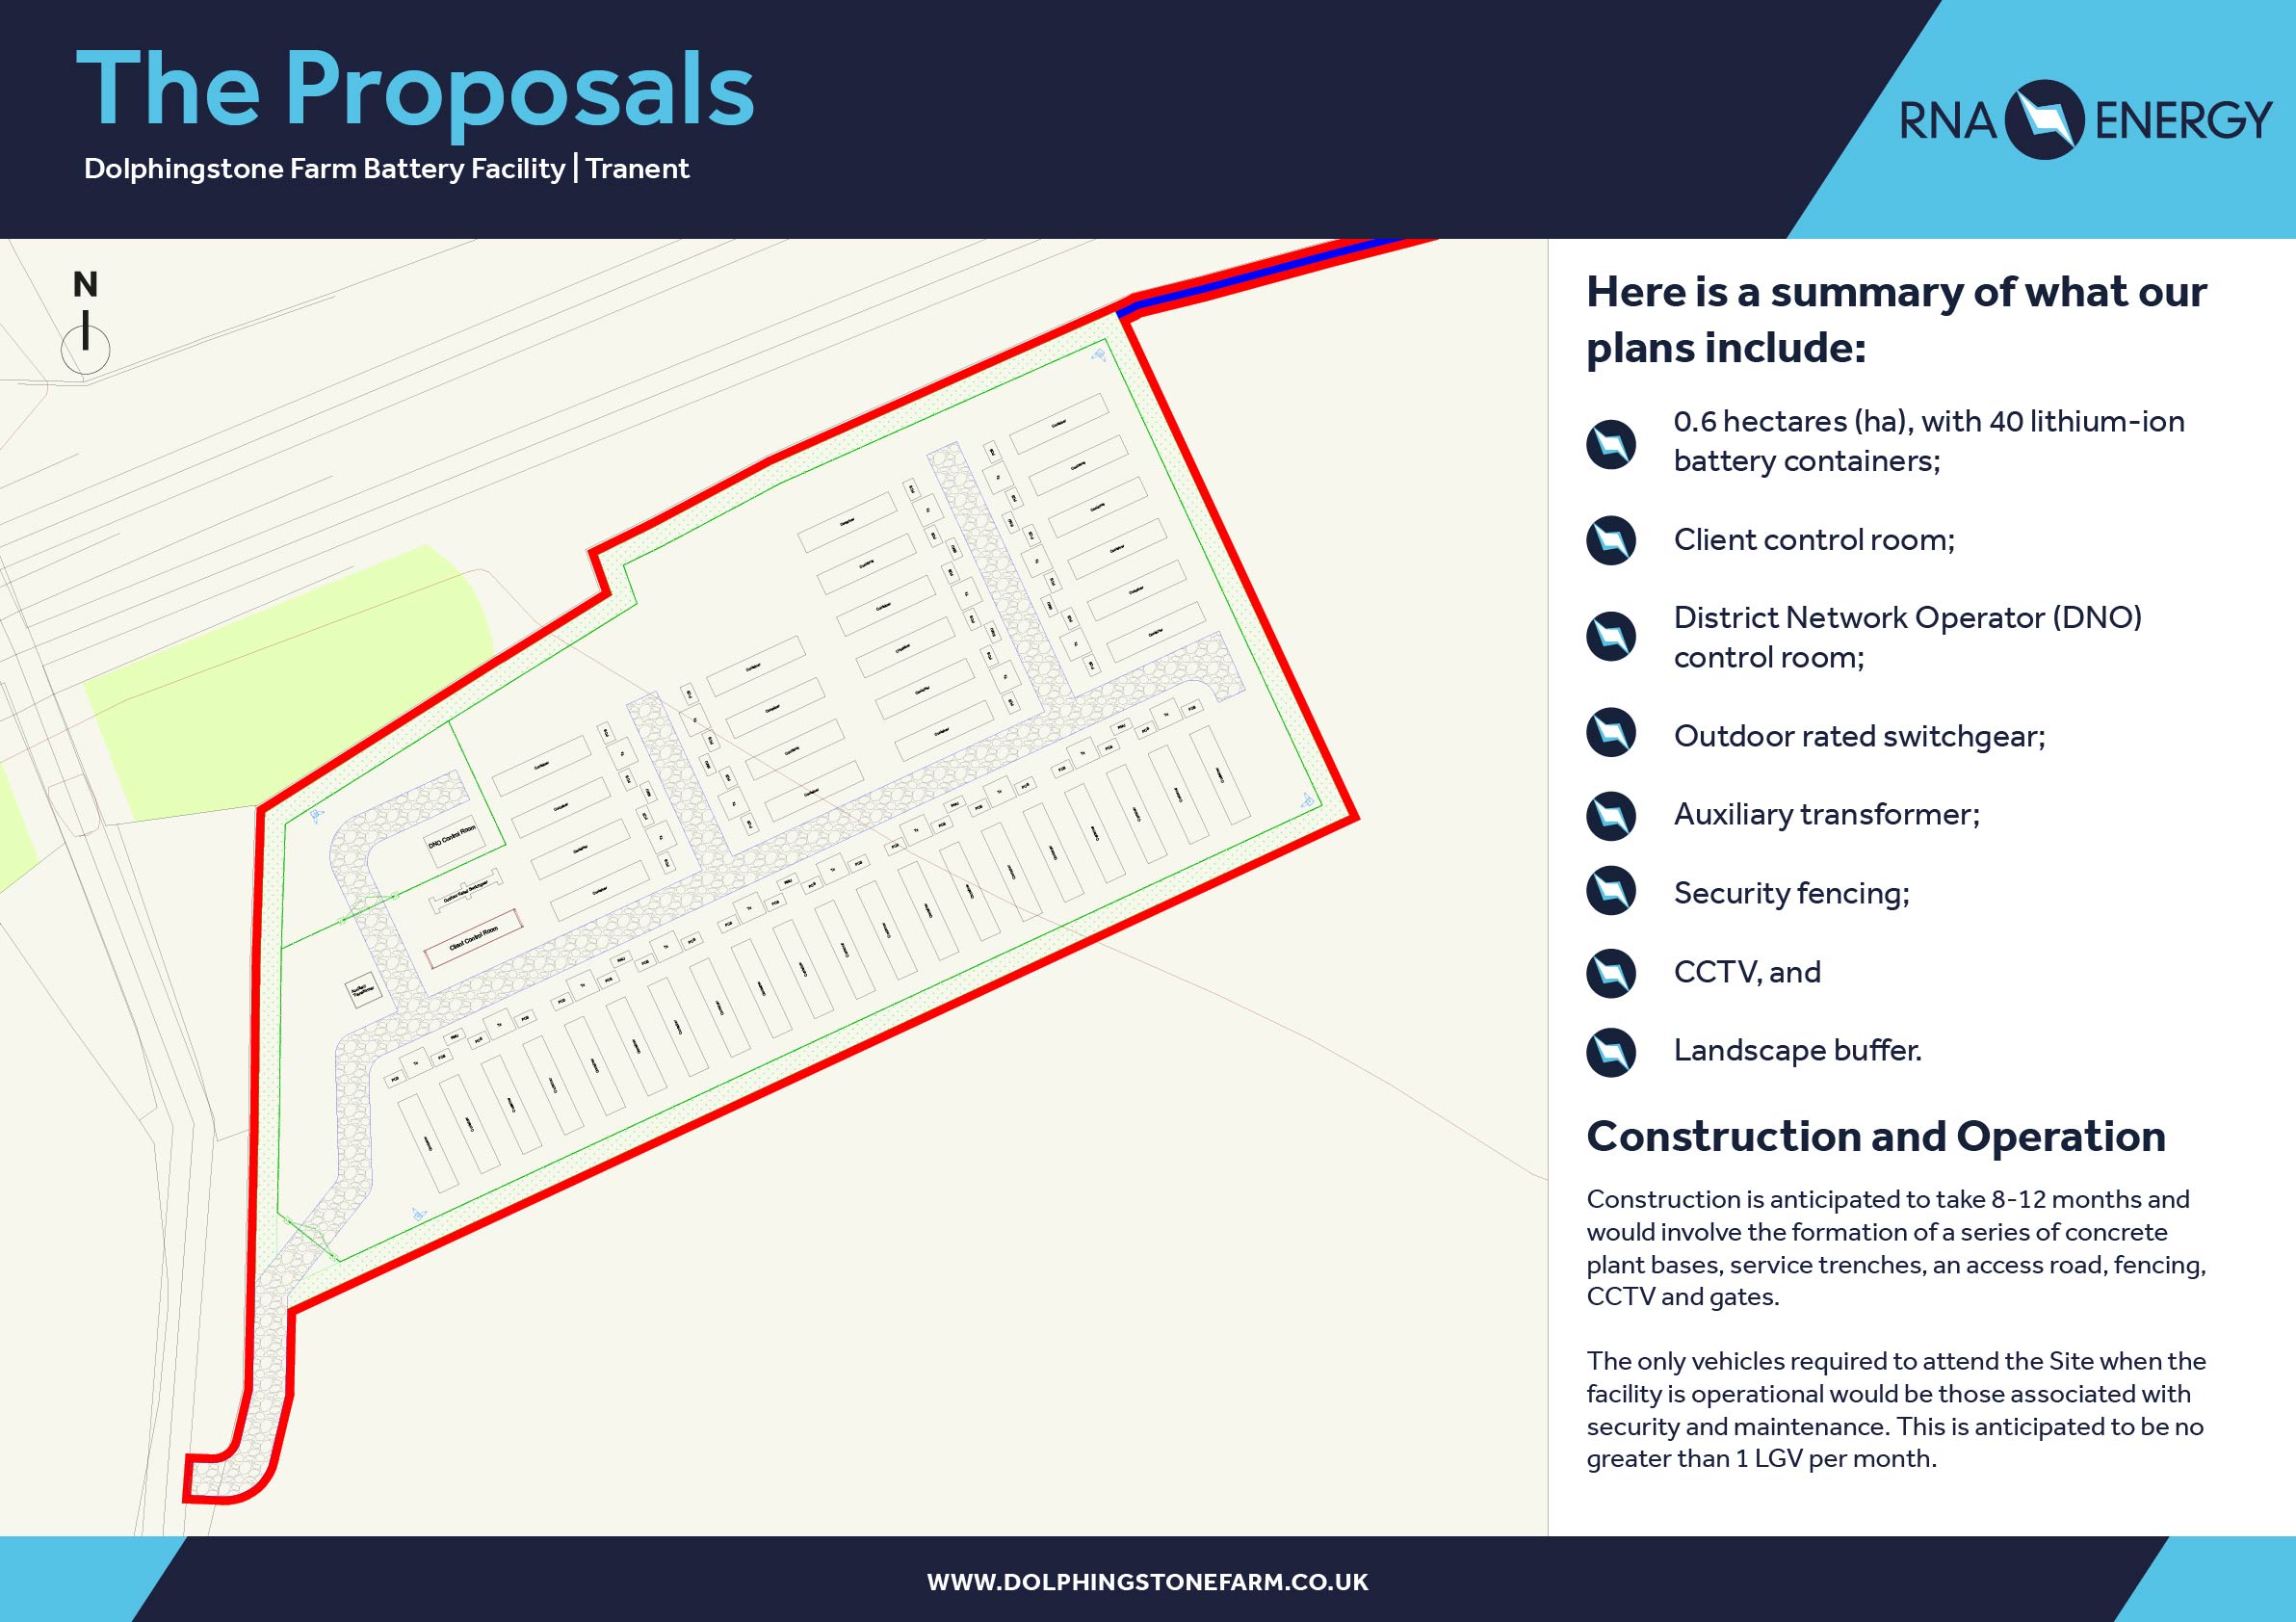 The Proposals
Dolphingstone Farm Battery Facility | Tranent
RNA ENERGY
N
DNO Control Room
Outdoor Rated Switchgear
Client Control Room
Auxiliary
Transformer
Here is a summary of what our
plans include:
0.6 hectares (ha), with 40 lithium-ion
battery containers;
Client control room;
District Network Operator (DNO)
control room;
Outdoor rated switchgear;
Auxiliary transformer;
Security fencing;
CCTV, and
Landscape buffer.
Construction and Operation
Construction is anticipated to take 8-12 months and
would involve the formation of a series of concrete
plant bases, service trenches, an access road, fencing,
CCTV and gates.
The only vehicles required to attend the Site when the
facility is operational would be those associated with
security and maintenance. This is anticipated to be no
greater than 1 LGV per month.
WWW.DOLPHINGSTONEFARM.CO.UK